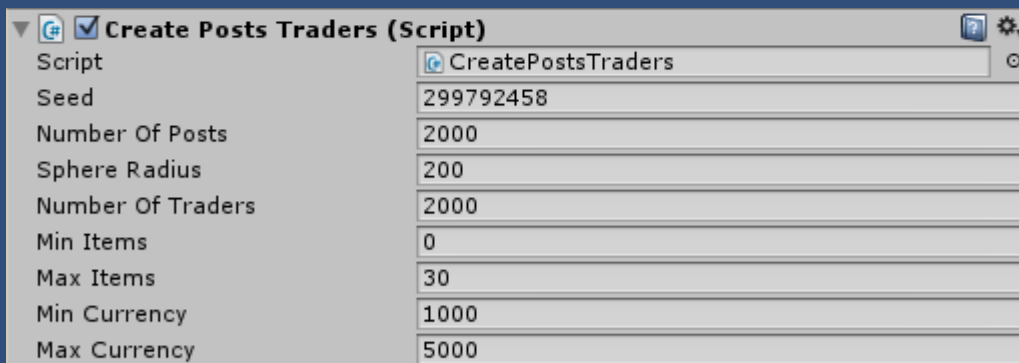 Create Posts Traders (Script)
Script CreatePostsTraders
Seed 299792458
Number Of Posts 2000
Sphere Radius 200
Number Of Traders 2000
Min Items 0
Max Items 30
Min Currency 1000
Max Currency 5000